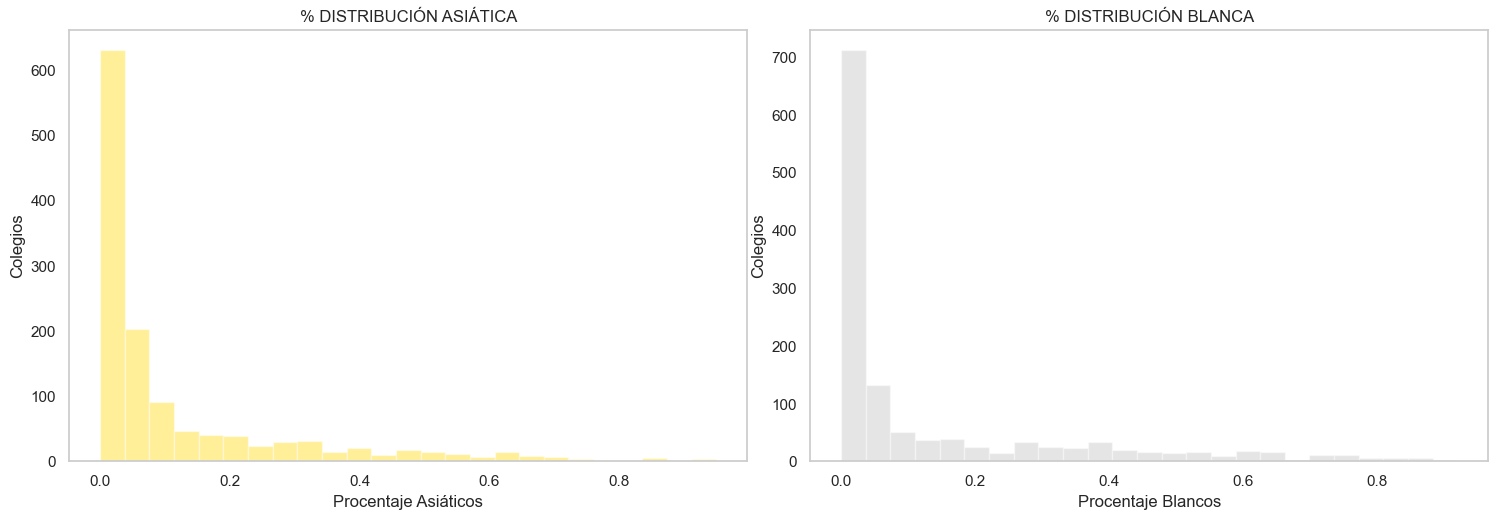 % DISTRIBUCIÓN ASIÁTICA
600
500
400
300
200
100
0
Colegios
0.0 0.2 0.4 0.6 0.8
Procentaje Asiáticos
% DISTRIBUCIÓN BLANCA
700
600
500
400
300
200
100
0
Colegios
0.0 0.2 0.4 0.6 0.8
Procentaje Blancos